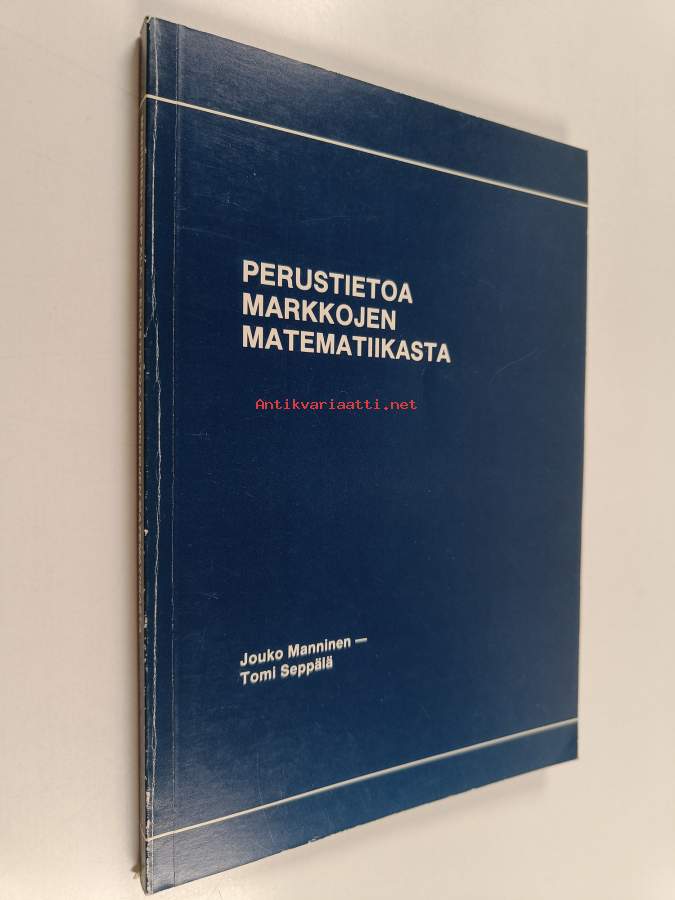 PERUSTIETOA
MARKKOJEN
MATEMATIIKASTA
Antikvariaatti.net
Jouko Manninen —
Tomi Seppälä